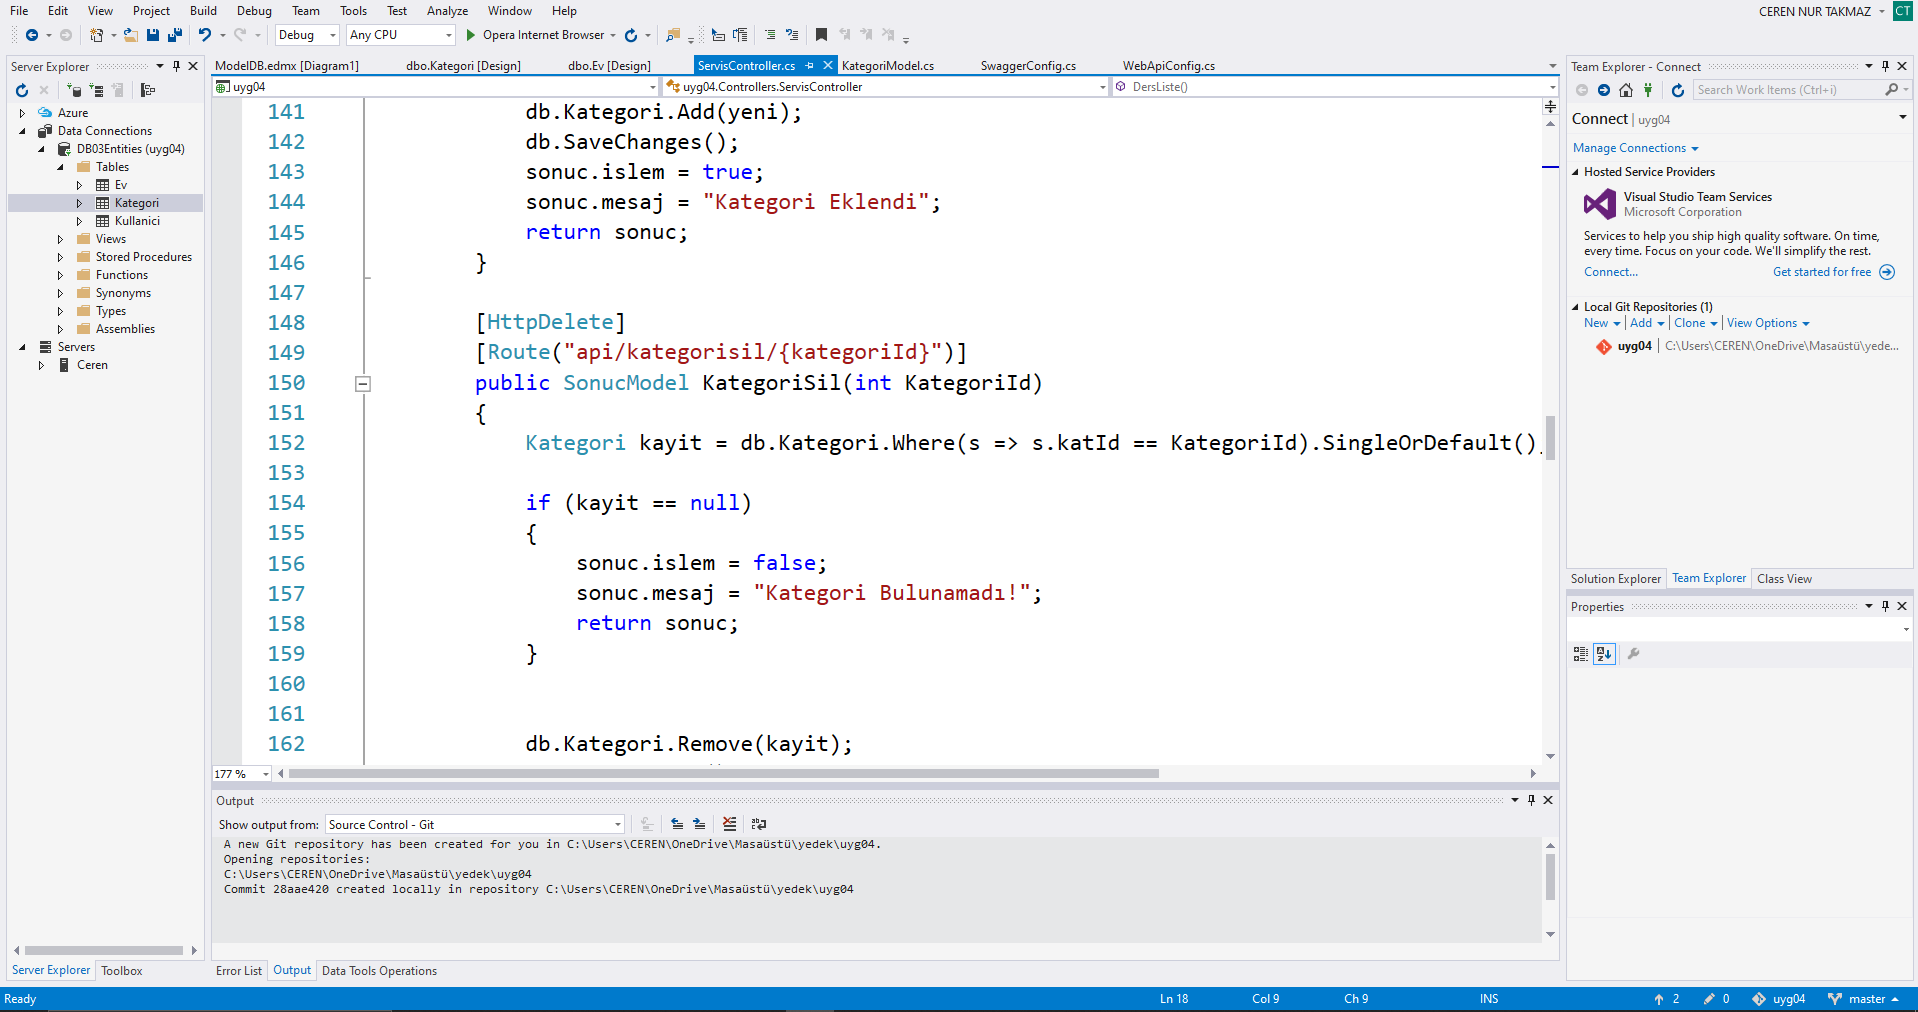 File Edit View Project Build Debug Team Tools Test Analyze Window Help
CEREN NUR TAKMAZ CT
Debug Any CPU Opera Internet Browser
Server Explorer
Azure
Data Connections
DB03Entities (uyg04)
Tables
Ev
Kategori
Kullanici
Views
Stored Procedures
Functions
Synonyms
Types
Assemblies
Servers
Ceren
Server Explorer Toolbox
ModelDB.edmx [Diagram1] dbo.Kategori [Design] dbo.Ev [Design] ServisController.cs KategoriModel.cs SwaggerConfig.cs WebApiConfig.cs
uyg04 uyg04.Controllers.ServisController DersListe()
141 db.Kategori.Add(yeni);
142 db.SaveChanges();
143 sonuc.islem = true;
144 sonuc.mesaj = "Kategori Eklendi";
145 return sonuc;
146 }
147
148 [HttpDelete]
149 [Route("api/kategorisil/{kategoriId}")]
150 public SonucModel KategoriSil(int KategoriId)
151 {
152 Kategori kayit = db.Kategori.Where(s => s.katId == KategoriId).SingleOrDefault();
153
154 if (kayit == null)
155 {
156 sonuc.islem = false;
157 sonuc.mesaj = "Kategori Bulunamadı!";
158 return sonuc;
159 }
160
161
162 db.Kategori.Remove(kayit);
177 %
Output
Show output from: Source Control - Git
A new Git repository has been created for you in C:\Users\CEREN\OneDrive\Masaüstü\yedek\uyg04.
Opening repositories:
C:\Users\CEREN\OneDrive\Masaüstü\yedek\uyg04
Commit 28aae420 created locally in repository C:\Users\CEREN\OneDrive\Masaüstü\yedek\uyg04
Error List Output Data Tools Operations
Team Explorer - Connect
Search Work Items (Ctrl+i)
Connect | uyg04
Manage Connections
Hosted Service Providers
Visual Studio Team Services
Microsoft Corporation
Services to help you ship high quality software. On time,
every time. Focus on your code. We'll simplify the rest.
Connect... Get started for free
Local Git Repositories (1)
New Add Clone View Options
uyg04 C:\Users\CEREN\OneDrive\Masaüstü\yede...
Solution Explorer Team Explorer Class View
Properties
Ready Ln 18 Col 9 Ch 9 INS 2 0 uyg04 master